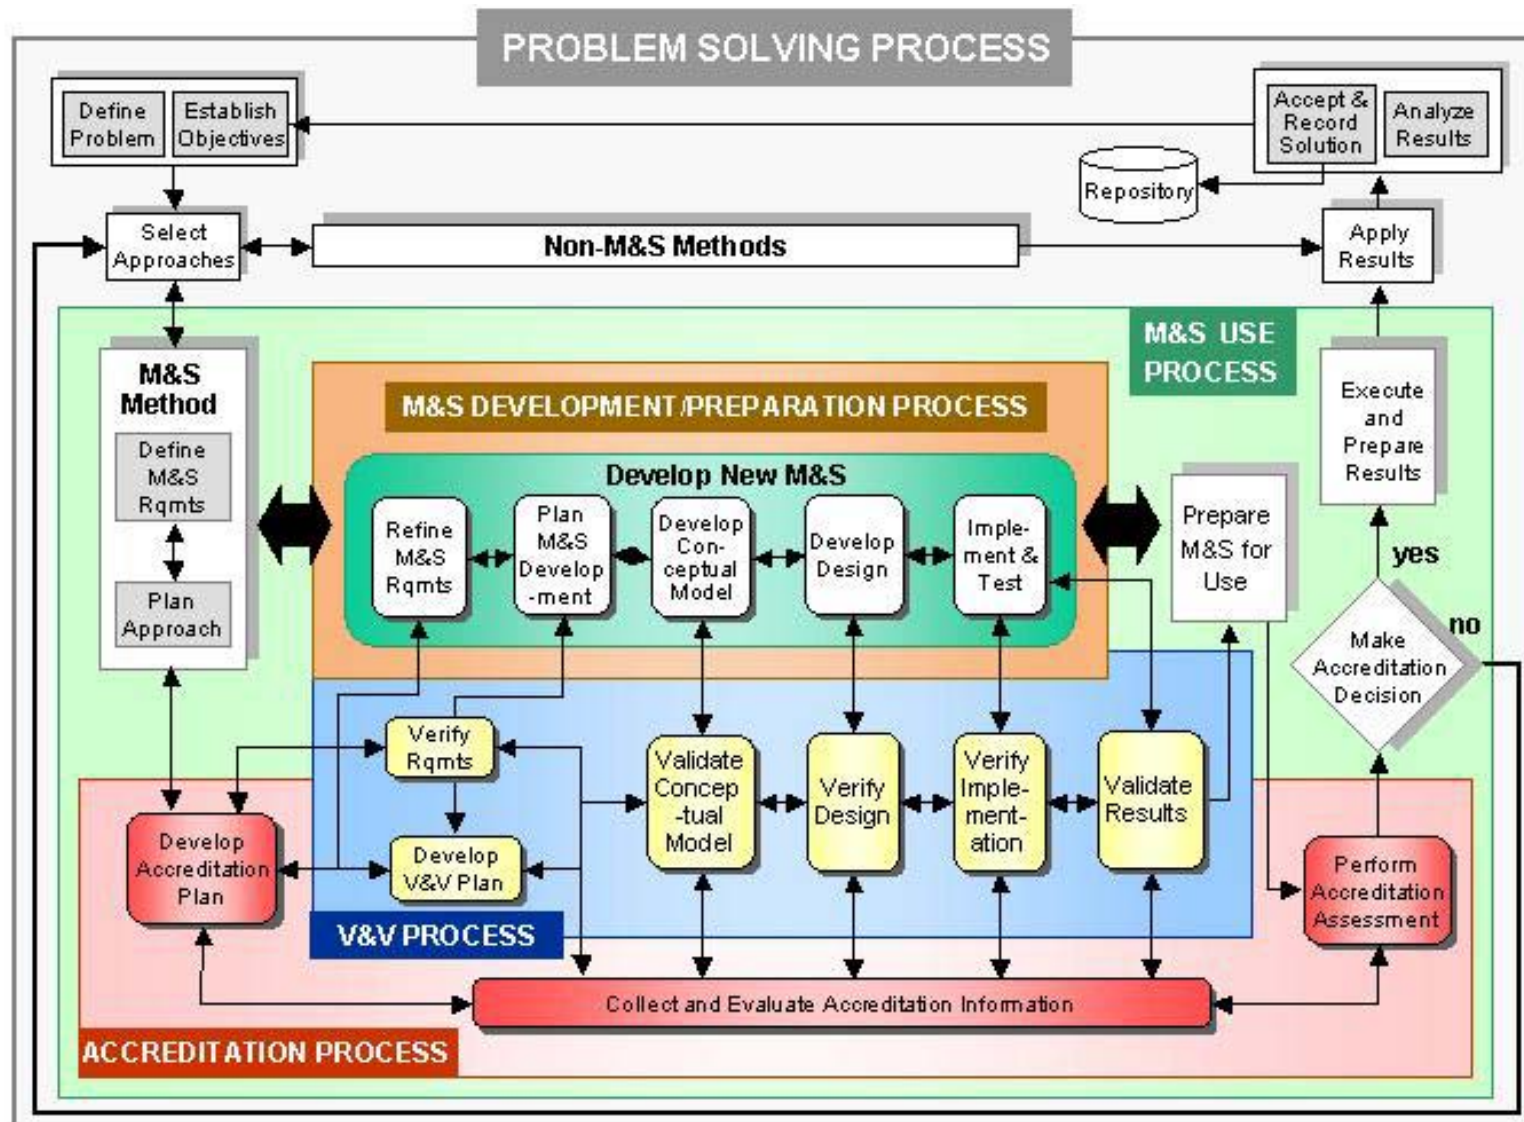 PROBLEM SOLVING PROCESS
Define
Problem
Establish
Objectives
Accept &
Record
Solution
Analyze
Results
Repository
Select
Approaches
Non-M&S Methods
Apply
Results
M&S USE
PROCESS
M&S
Method
Define
M&S
Rqmts
Plan
Approach
M&S DEVELOPMENT/PREPARATION PROCESS
Develop New M&S
Refine
M&S
Rqmts
Plan
M&S
Develop
-ment
Develop
Con-
ceptual
Model
Develop
Design
Imple-
ment &
Test
Prepare
M&S for
Use
Execute
and
Prepare
Results
yes
no
Make
Accreditation
Decision
Verify
Rqmts
Develop
V&V Plan
Validate
Concep
-tual
Model
Verify
Design
Verify
Imple-
ment-
ation
Validate
Results
V&V PROCESS
Develop
Accreditation
Plan
Perform
Accreditation
Assessment
Collect and Evaluate Accreditation Information
ACCREDITATION PROCESS